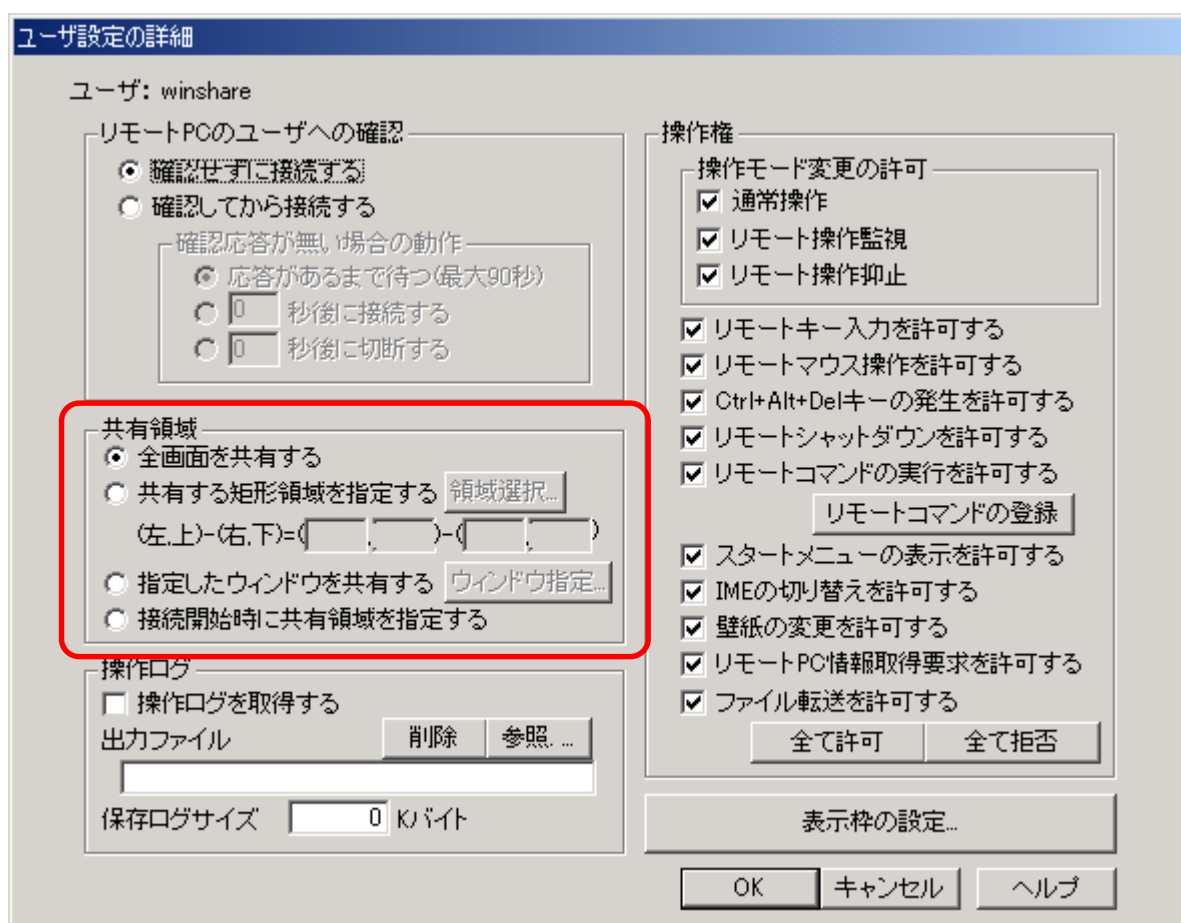 ユーザ設定の詳細
ユーザ: winshare
リモートPCのユーザへの確認
確認せずに接続する
確認してから接続する
確認応答が無い場合の動作
応答があるまで待つ(最大90秒)
0 秒後に接続する
0 秒後に切断する
共有領域
全画面を共有する
共有する矩形領域を指定する 領域選択...
(左,上)-(右,下)=( , )-( , )
指定したウィンドウを共有する ウィンドウ指定...
接続開始時に共有領域を指定する
操作ログ
操作ログを取得する
出力ファイル 削除 参照. ...
保存ログサイズ 0 Kバイト
操作権
操作モード変更の許可
通常操作
リモート操作監視
リモート操作抑止
リモートキー入力を許可する
リモートマウス操作を許可する
Ctrl+Alt+Delキーの発生を許可する
リモートシャットダウンを許可する
リモートコマンドの実行を許可する
リモートコマンドの登録
スタートメニューの表示を許可する
IMEの切り替えを許可する
壁紙の変更を許可する
リモートPC情報取得要求を許可する
ファイル転送を許可する
全て許可 全て拒否
表示枠の設定...
OK キャンセル ヘルプ